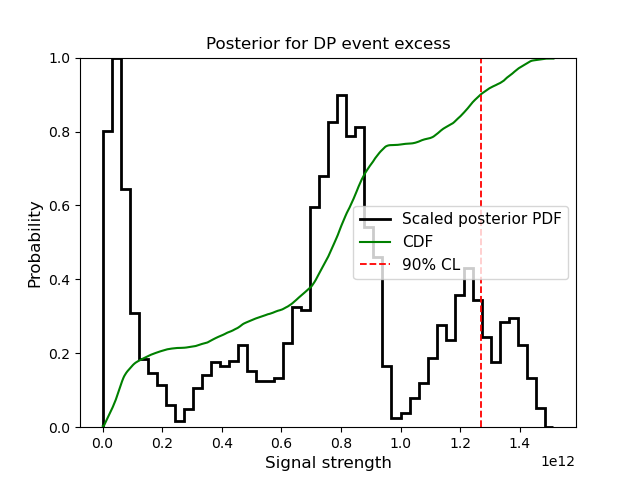 Posterior for DP event excess
1.0
0.8
0.6
0.4
0.2
0.0
Probability
Scaled posterior PDF
CDF
90% CL
0.0 0.2 0.4 0.6 0.8 1.0 1.2 1.4
1e12
Signal strength